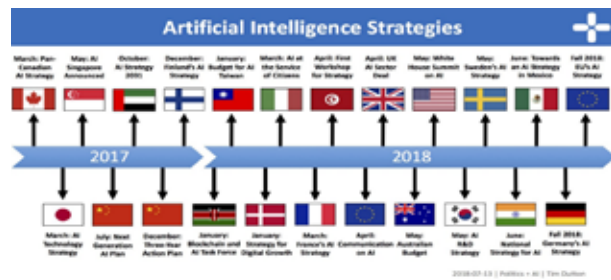 Artificial Intelligence Strategies
March: Pan-
Canadian
AI Strategy
May: AI
Singapore
Announced
October:
AI Strategy
2031
December:
Finland's AI
Strategy
January:
Budget for AI
Taiwan
March: AI at
the Service
of Citizens
April: First
Workshop
for Strategy
April: UK
AI Sector
Deal
May: White
House Summit
on AI
May:
Sweden's AI
Strategy
June: Towards
an AI Strategy
in Mexico
Fall 2018:
EU's AI
Strategy
2017
2018
March: AI
Technology
Strategy
July: Next
Generation
AI Plan
December:
Three-Year
Action Plan
January:
Blockchain and
AI Task Force
January:
Strategy for
Digital Growth
March:
France's AI
Strategy
April:
Communication
on AI
May:
Australian
Budget
May: AI
R&D
Strategy
June:
National
Strategy for AI
Fall 2018:
Germany's AI
Strategy
2018-07-13 | Politics + AI | Tim Dutton